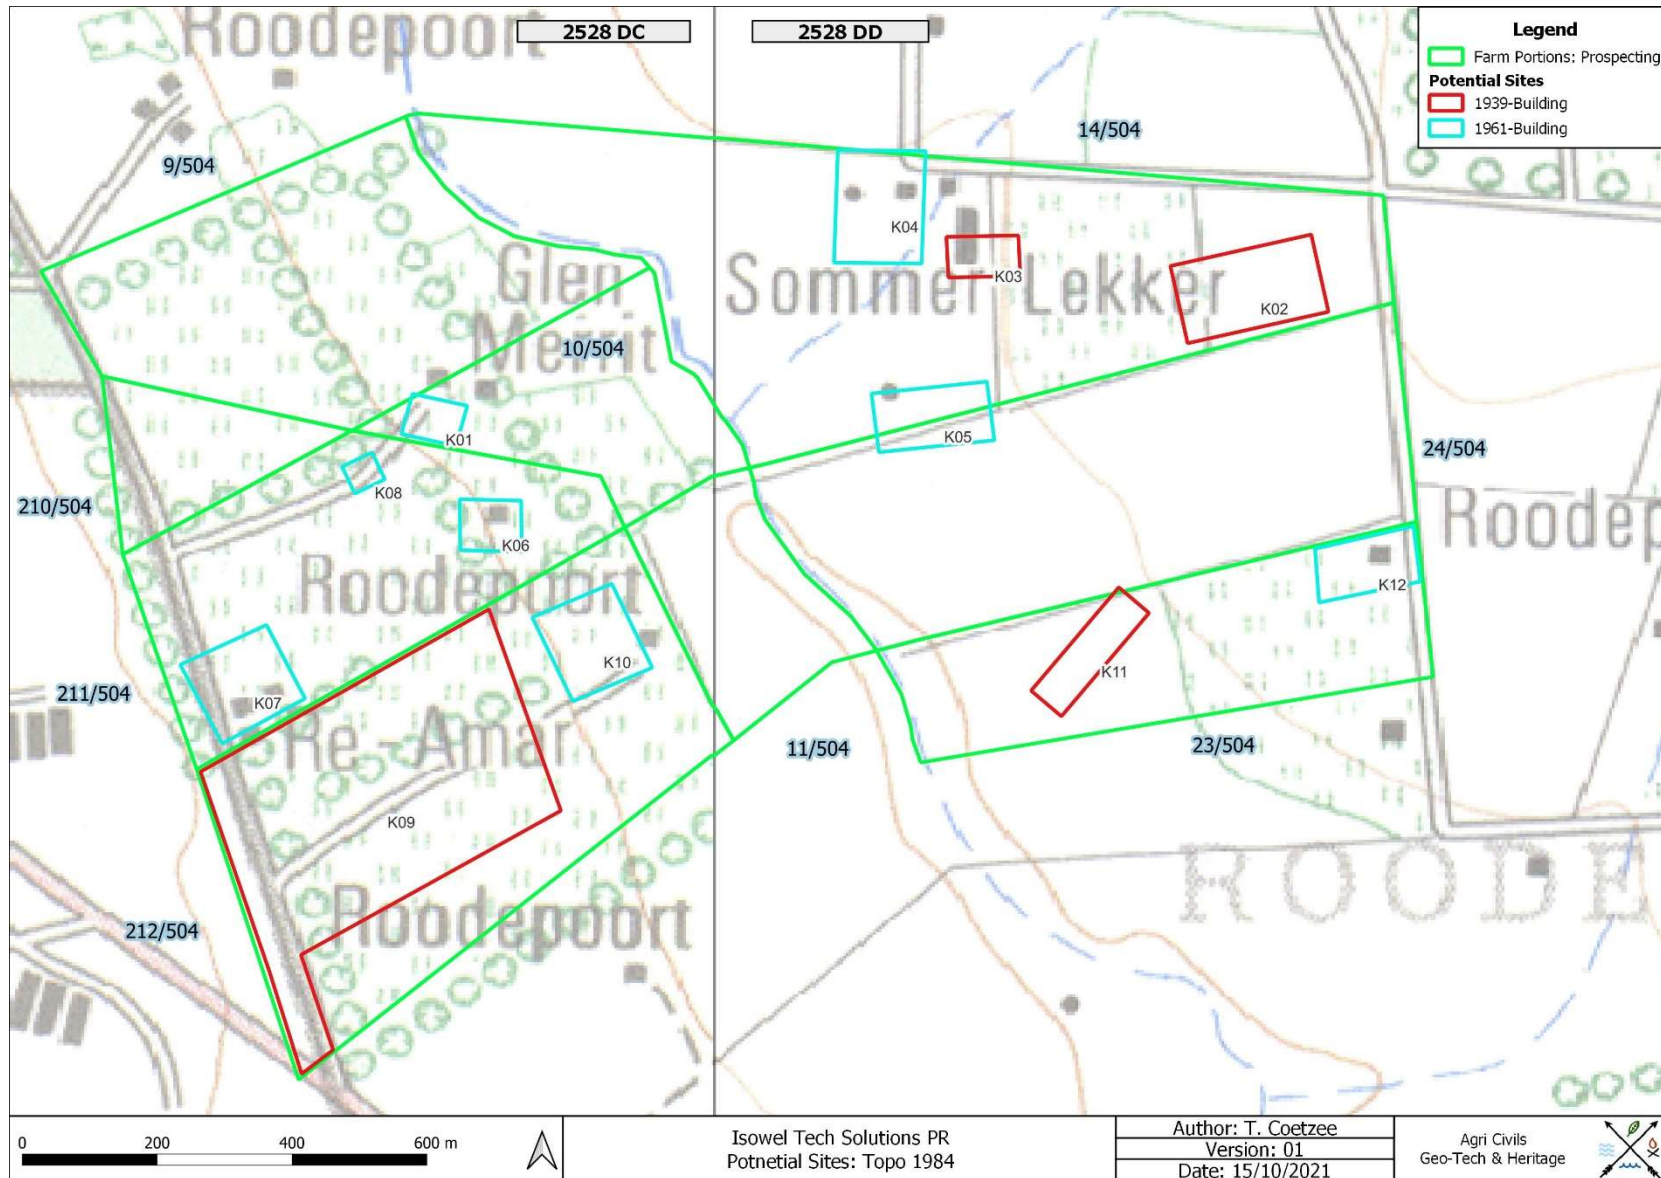 Roodepoort
2528 DC
2528 DD
Legend
Farm Portions: Prospecting
Potential Sites
1939-Building
1961-Building
14/504
9/504
K04
Glen
Merrit
Sommer Lekker
K03
K02
10/504
K01
K05
24/504
K08
210/504
Roodep
K06
Roodepoort
K12
K10
K11
211/504
K07
Re-Amar
11/504
23/504
K09
ROODE
Roodepoort
212/504
0 200 400 600 m
Isowel Tech Solutions PR
Potnetial Sites: Topo 1984
Author: T. Coetzee
Version: 01
Date: 15/10/2021
Agri Civils
Geo-Tech & Heritage